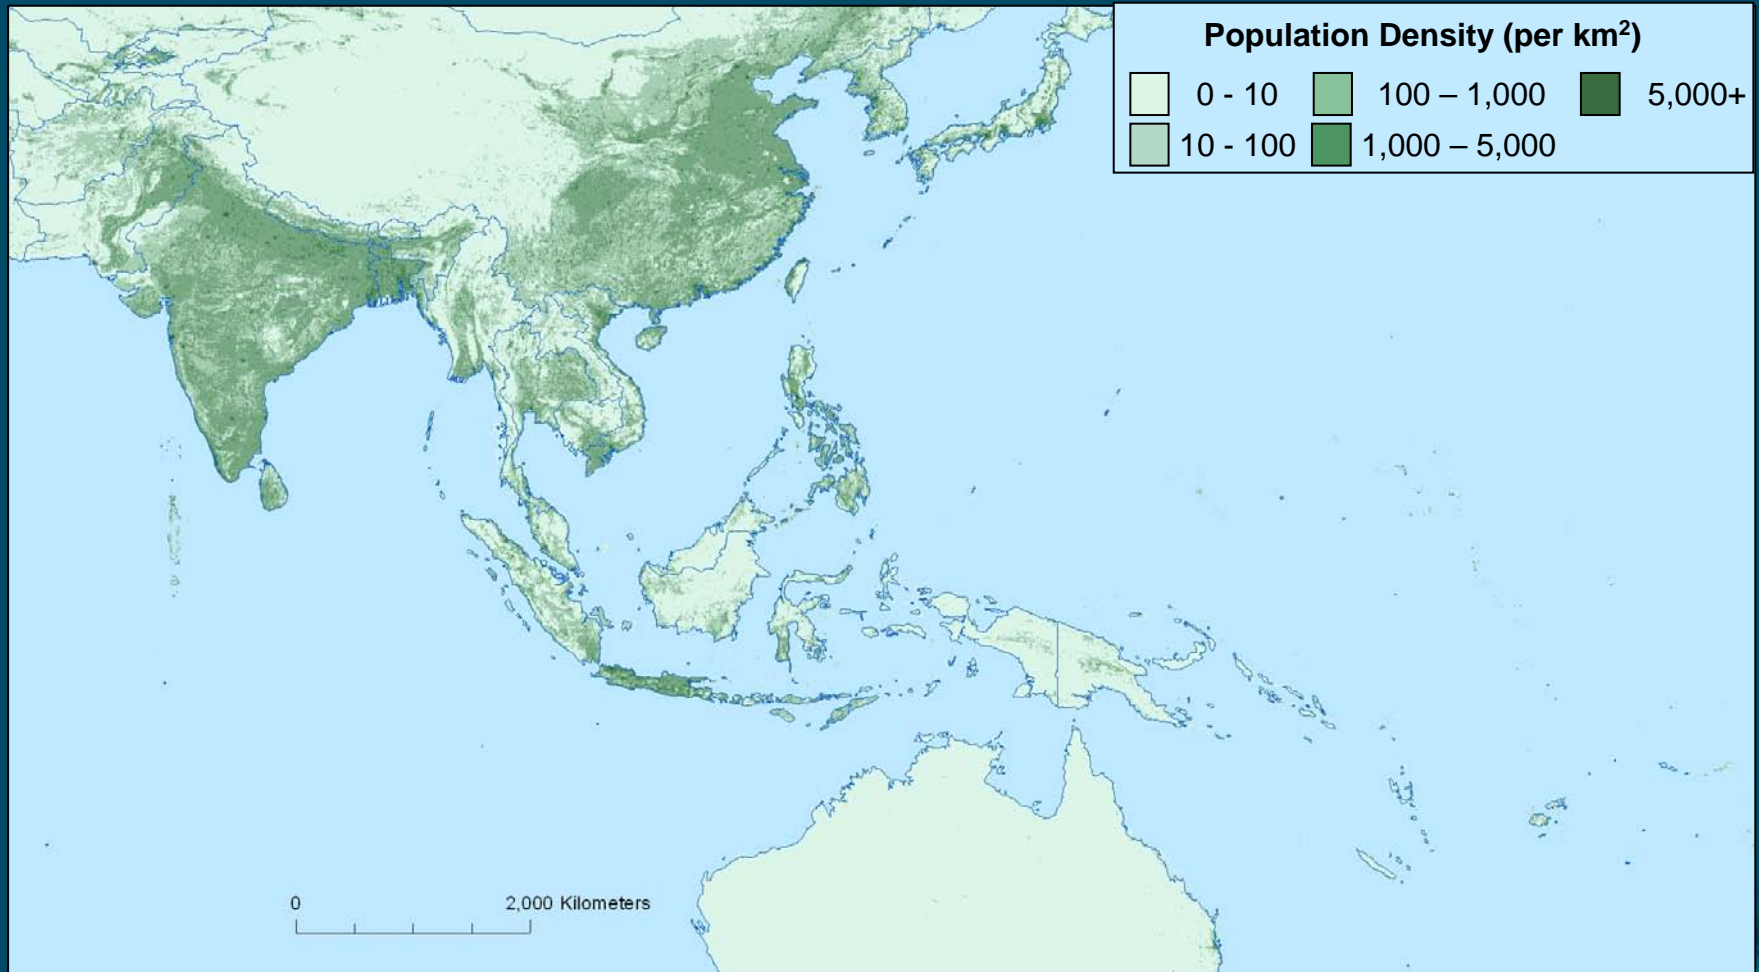 Population Density (per km²)
0 - 10 100 – 1,000 5,000+
10 - 100 1,000 – 5,000
0 2,000 Kilometers